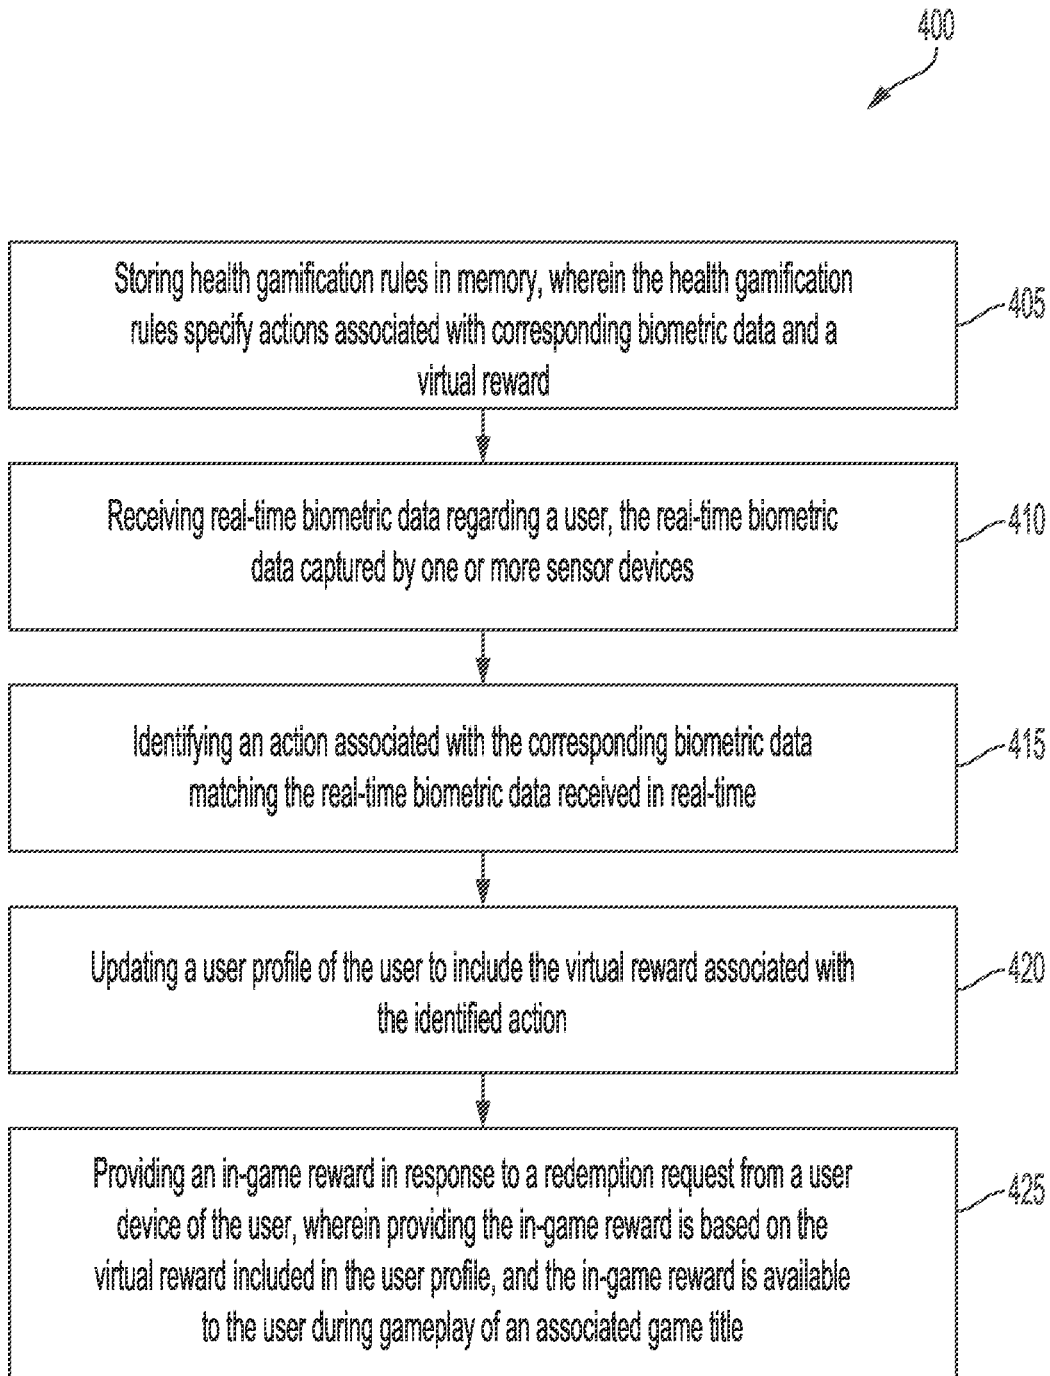 400
Storing health gamification rules in memory, wherein the health gamification
rules specify actions associated with corresponding biometric data and a
virtual reward
405
Receiving real-time biometric data regarding a user, the real-time biometric
data captured by one or more sensor devices
410
Identifying an action associated with the corresponding biometric data
matching the real-time biometric data received in real-time
415
Updating a user profile of the user to include the virtual reward associated with
the identified action
420
Providing an in-game reward in response to a redemption request from a user
device of the user, wherein providing the in-game reward is based on the
virtual reward included in the user profile, and the in-game reward is available
to the user during gameplay of an associated game title
425